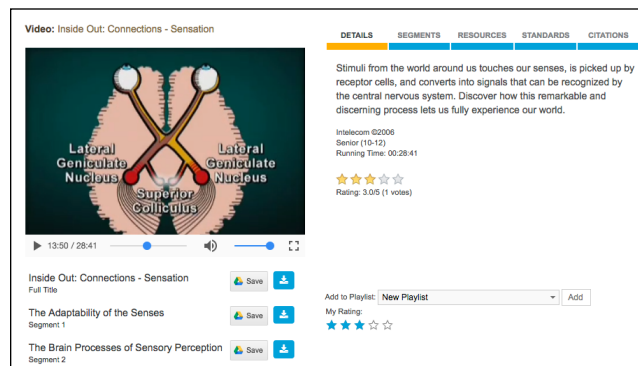 Video: Inside Out: Connections - Sensation
Lateral
Geniculate
Nucleus
Lateral
Geniculate
Nucleus
Superior
Colliculus
13:50 / 28:41
Inside Out: Connections - Sensation
Full Title
Save
The Adaptability of the Senses
Segment 1
Save
The Brain Processes of Sensory Perception
Segment 2
Save
DETAILS SEGMENTS RESOURCES STANDARDS CITATIONS
Stimuli from the world around us touches our senses, is picked up by
receptor cells, and converts into signals that can be recognized by
the central nervous system. Discover how this remarkable and
discerning process lets us fully experience our world.
Intelecom ©2006
Senior (10-12)
Running Time: 00:28:41
Rating: 3.0/5 (1 votes)
Add to Playlist: New Playlist Add
My Rating: